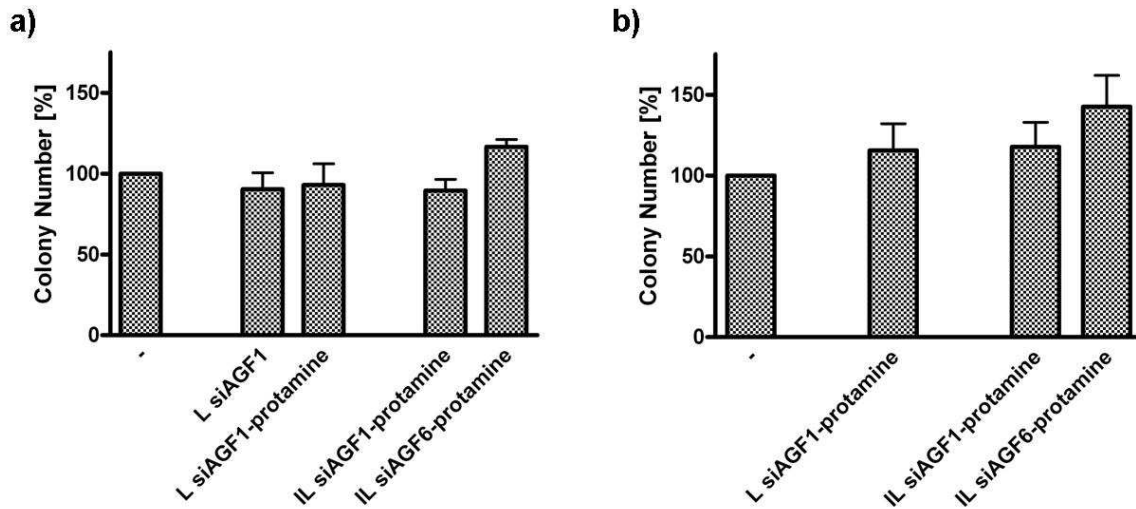 a)
Colony Number [%]
150
100
50
0
-
L siAGF1
L siAGF1-protamine
IL siAGF1-protamine
IL siAGF6-protamine
b)
Colony Number [%]
150
100
50
0
-
L siAGF1-protamine
IL siAGF1-protamine
IL siAGF6-protamine